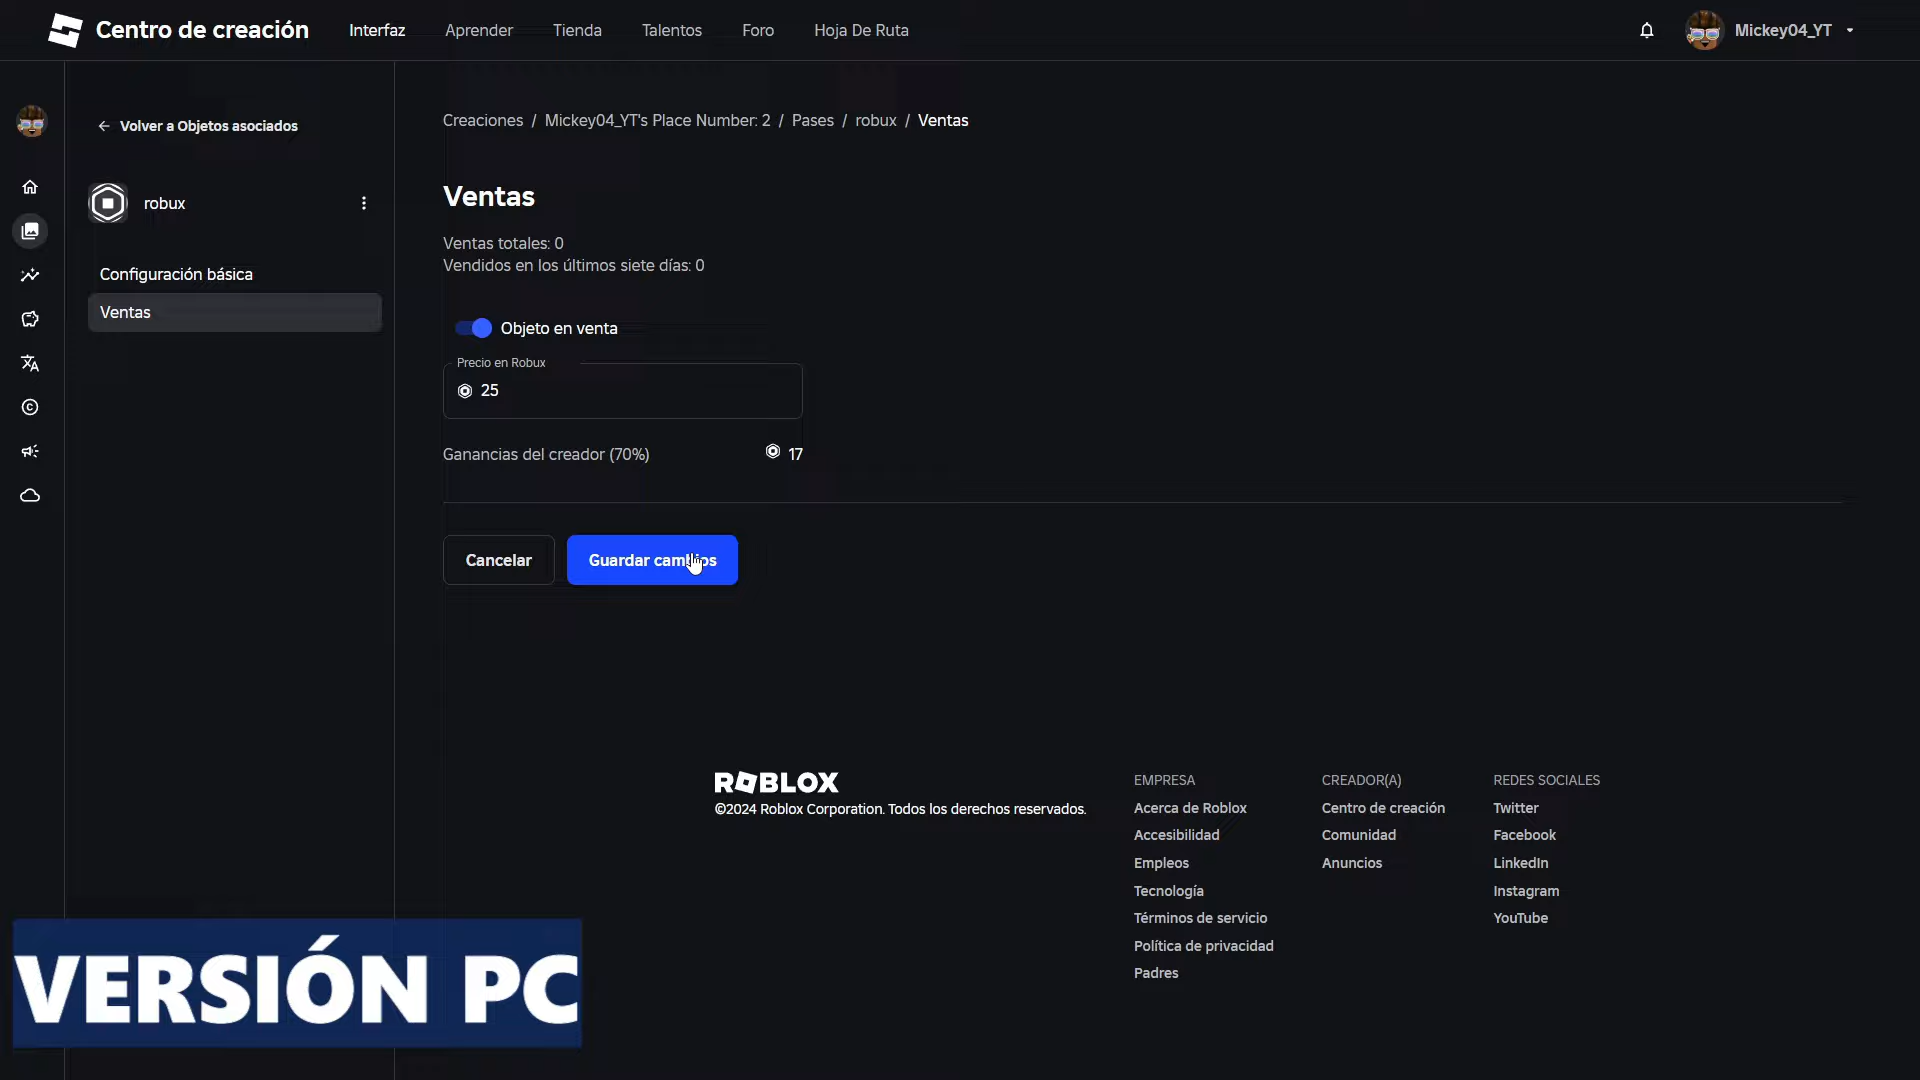 Centro de creación
Interfaz
Aprender
Tienda
Talentos
Foro
Hoja De Ruta
Mickey04_YT
Volver a Objetos asociados
robux
Configuración básica
Ventas
Creaciones / Mickey04_YT's Place Number: 2 / Pases / robux / Ventas
Ventas
Ventas totales: 0
Vendidos en los últimos siete días: 0
Objeto en venta
Precio en Robux
25
Ganancias del creador (70%) 17
Cancelar
Guardar cambios
ROBLOX
©2024 Roblox Corporation. Todos los derechos reservados.
EMPRESA
Acerca de Roblox
Accesibilidad
Empleos
Tecnología
Términos de servicio
Política de privacidad
Padres
CREADOR(A)
Centro de creación
Comunidad
Anuncios
REDES SOCIALES
Twitter
Facebook
LinkedIn
Instagram
YouTube
VERSIÓN PC